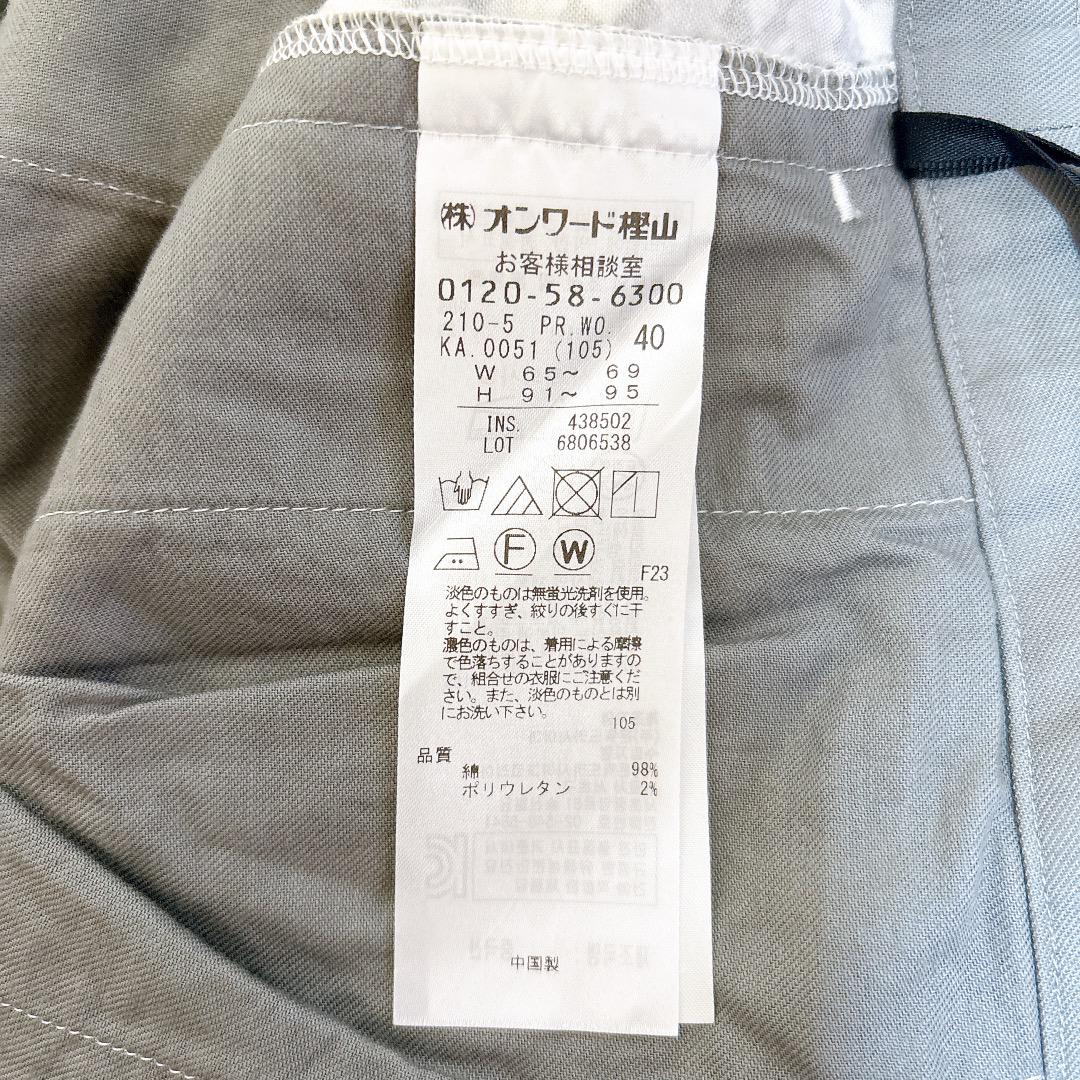 (株)オンワード樫山
お客様相談室
0120-58-6300
210-5 PR.WO. 40
KA.0051 (105)
W 65〜 69
H 91〜 95
INS. 438502
LOT 6806538
F
W
F23
淡色のものは無蛍光洗剤を使用。
よくすすぎ、絞りの後すぐに干
すこと。
濃色のものは、着用による摩擦
で色落ちすることがありますの
で、組合せの衣服にご注意くだ
さい。また、淡色のものとは別
にお洗い下さい。
105
品質
綿 98%
ポリウレタン 2%
中国製